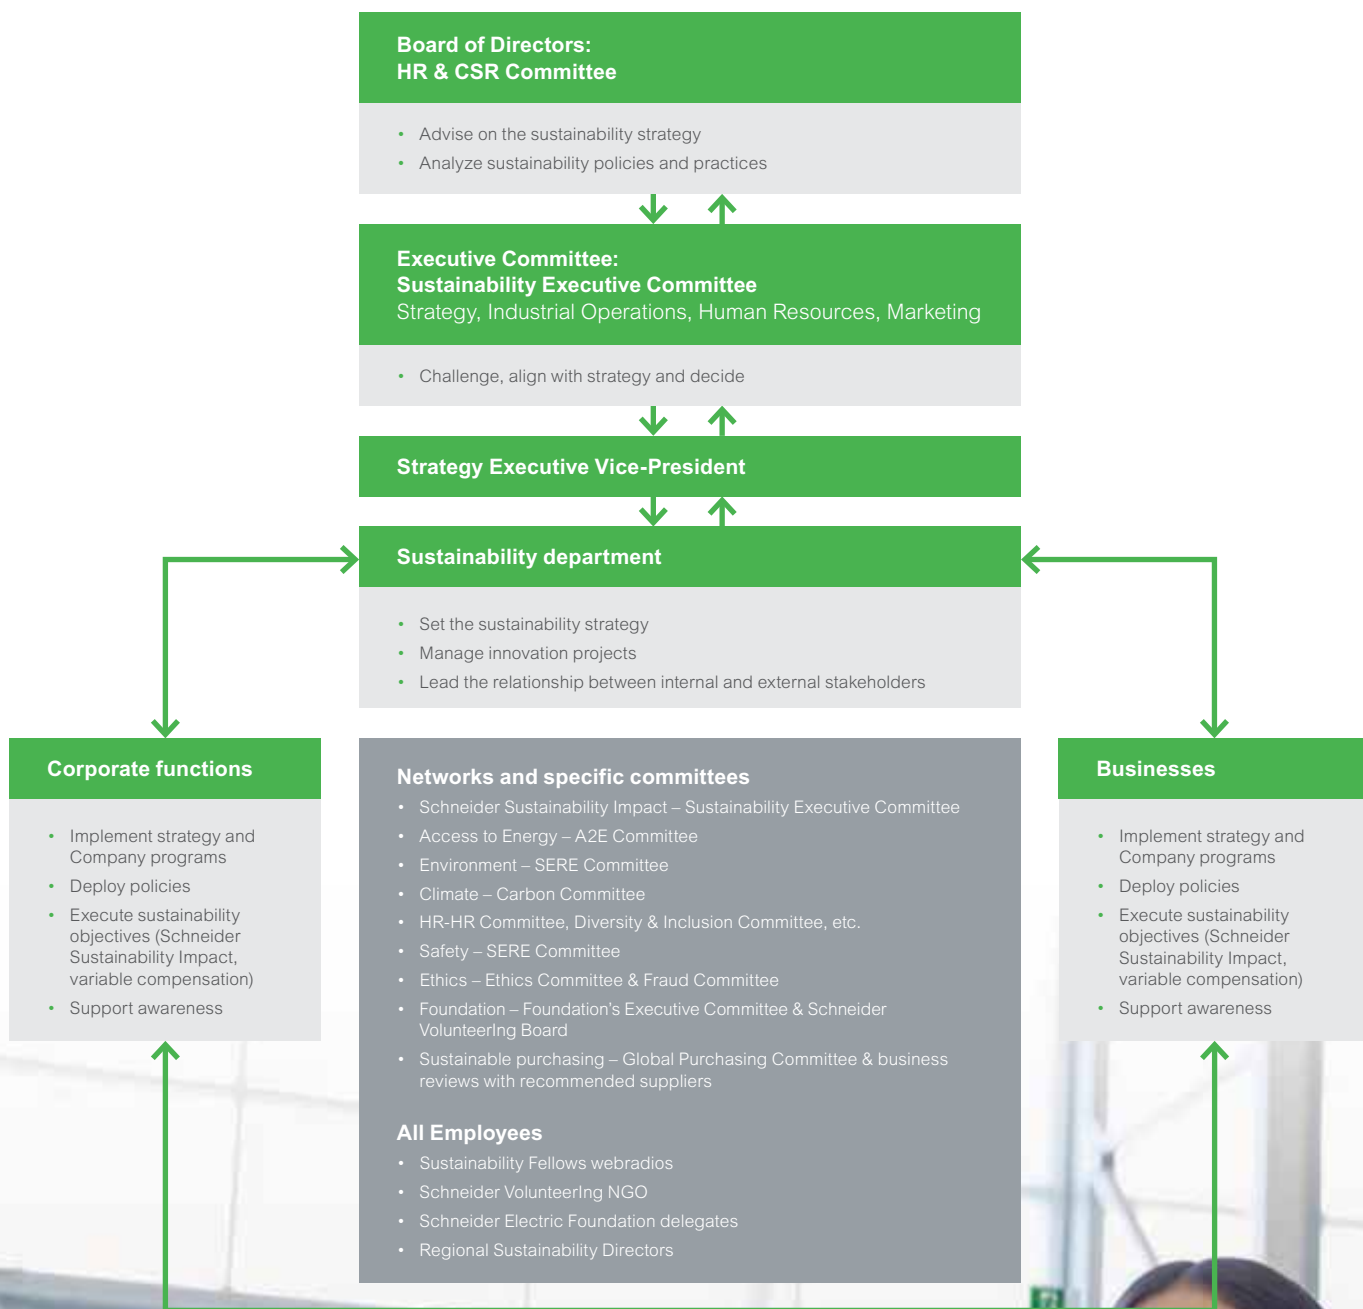 Board of Directors:
HR & CSR Committee
• Advise on the sustainability strategy
• Analyze sustainability policies and practices
Executive Committee:
Sustainability Executive Committee
Strategy, Industrial Operations, Human Resources, Marketing
• Challenge, align with strategy and decide
Strategy Executive Vice-President
Sustainability department
• Set the sustainability strategy
• Manage innovation projects
• Lead the relationship between internal and external stakeholders
Corporate functions
• Implement strategy and
Company programs
• Deploy policies
• Execute sustainability
objectives (Schneider
Sustainability Impact,
variable compensation)
• Support awareness
Networks and specific committees
• Schneider Sustainability Impact – Sustainability Executive Committee
• Access to Energy – A2E Committee
• Environment – SERE Committee
• Climate – Carbon Committee
• HR-HR Committee, Diversity & Inclusion Committee, etc.
• Safety – SERE Committee
• Ethics – Ethics Committee & Fraud Committee
• Foundation – Foundation's Executive Committee & Schneider
VolunteerIng Board
• Sustainable purchasing – Global Purchasing Committee & business
reviews with recommended suppliers
All Employees
• Sustainability Fellows webradios
• Schneider VolunteerIng NGO
• Schneider Electric Foundation delegates
• Regional Sustainability Directors
Businesses
• Implement strategy and
Company programs
• Deploy policies
• Execute sustainability
objectives (Schneider
Sustainability Impact,
variable compensation)
• Support awareness